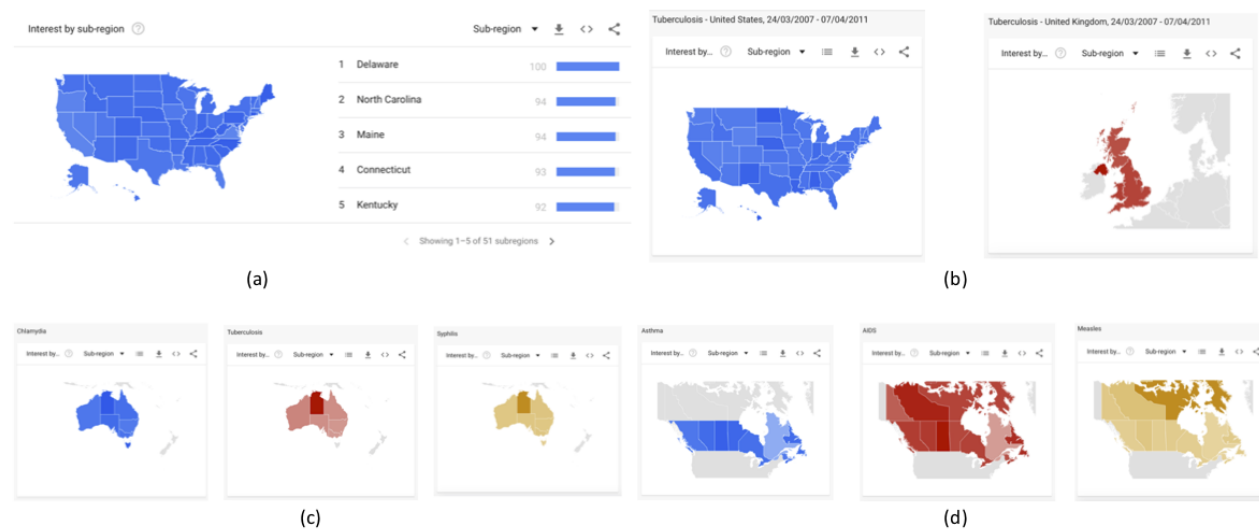 Interest by sub-region
Sub-region
1 Delaware 100
2 North Carolina 94
3 Maine 94
4 Connecticut 93
5 Kentucky 92
Showing 1–5 of 51 subregions
(a)
Tuberculosis - United States, 24/03/2007 - 07/04/2011
Interest by... Sub-region
Tuberculosis - United Kingdom, 24/03/2007 - 07/04/2011
Interest by... Sub-region
(b)
Chlamydia
Interest by... Sub-region
Tuberculosis
Interest by... Sub-region
Syphilis
Interest by... Sub-region
(c)
Asthma
Interest by... Sub-region
AIDS
Interest by... Sub-region
Measles
Interest by... Sub-region
(d)